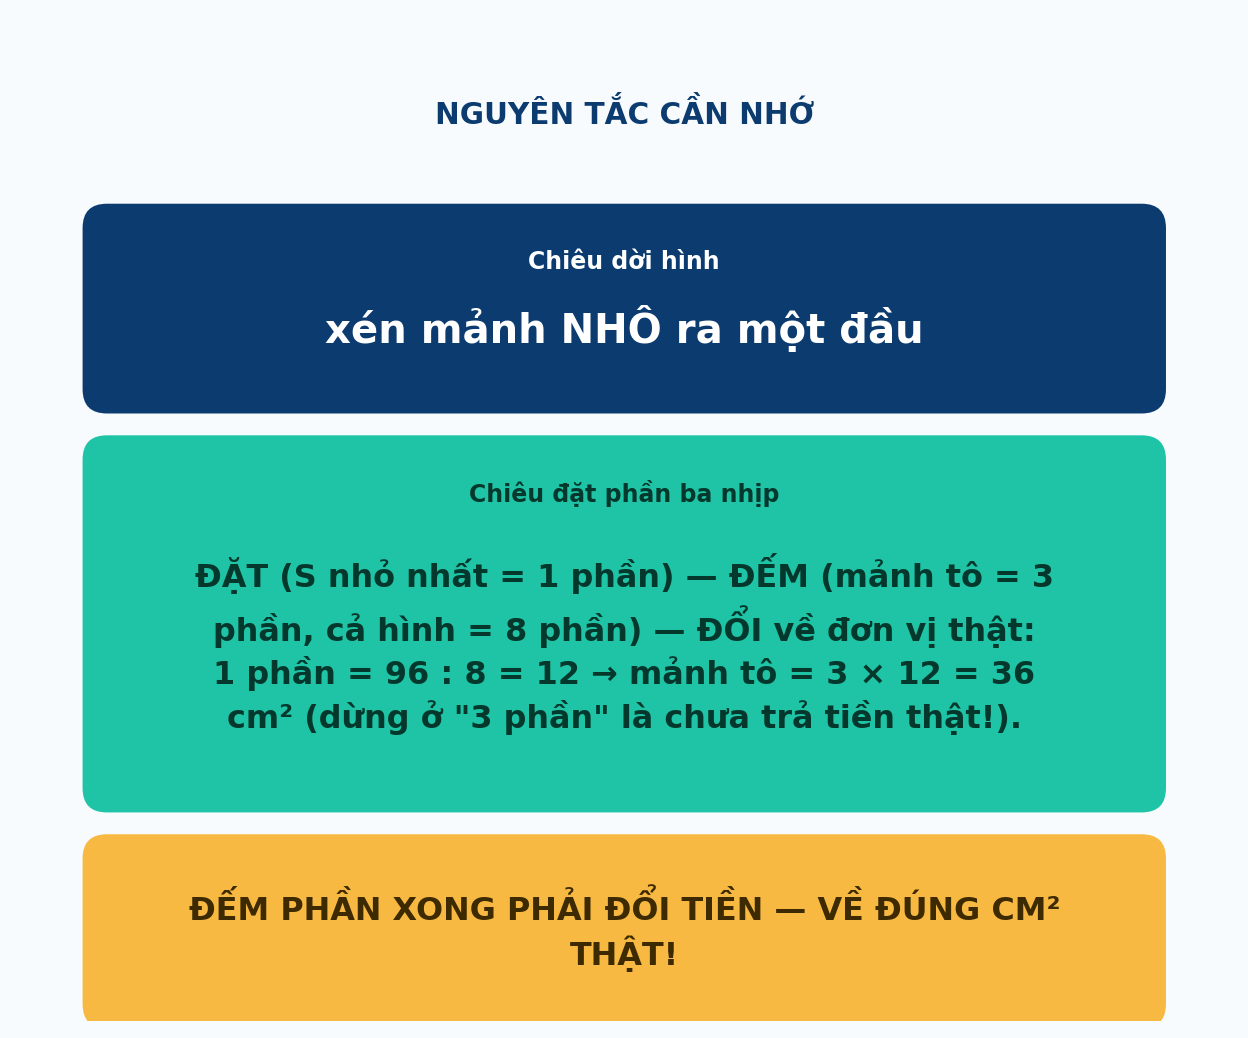 NGUYÊN TẮC CẦN NHỚ
Chiêu dời hình
xén mảnh NHÔ ra một đầu
Chiêu đặt phần ba nhịp
ĐẶT (S nhỏ nhất = 1 phần) — ĐẾM (mảnh tô = 3
phần, cả hình = 8 phần) — ĐỔI về đơn vị thật:
1 phần = 96 : 8 = 12 → mảnh tô = 3 × 12 = 36
cm² (dừng ở "3 phần" là chưa trả tiền thật!).
ĐẾM PHẦN XONG PHẢI ĐỔI TIỀN — VỀ ĐÚNG CM²
THẬT!